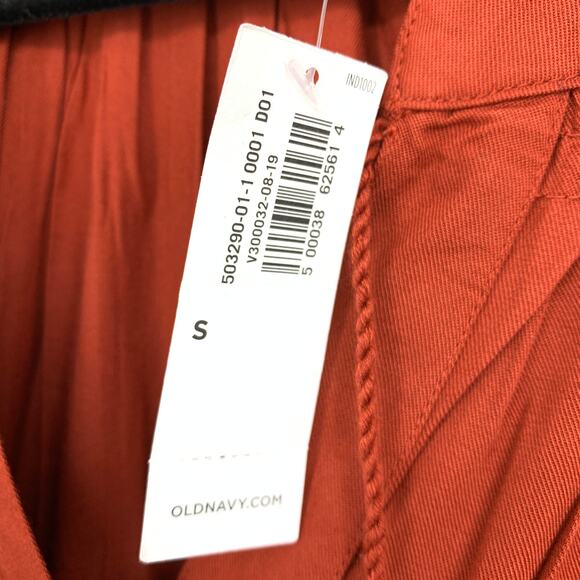 IND1002
503290-01-1 0001 D01
V300032-08-19
5 00038 62561 4
S
OLDNAVY.COM